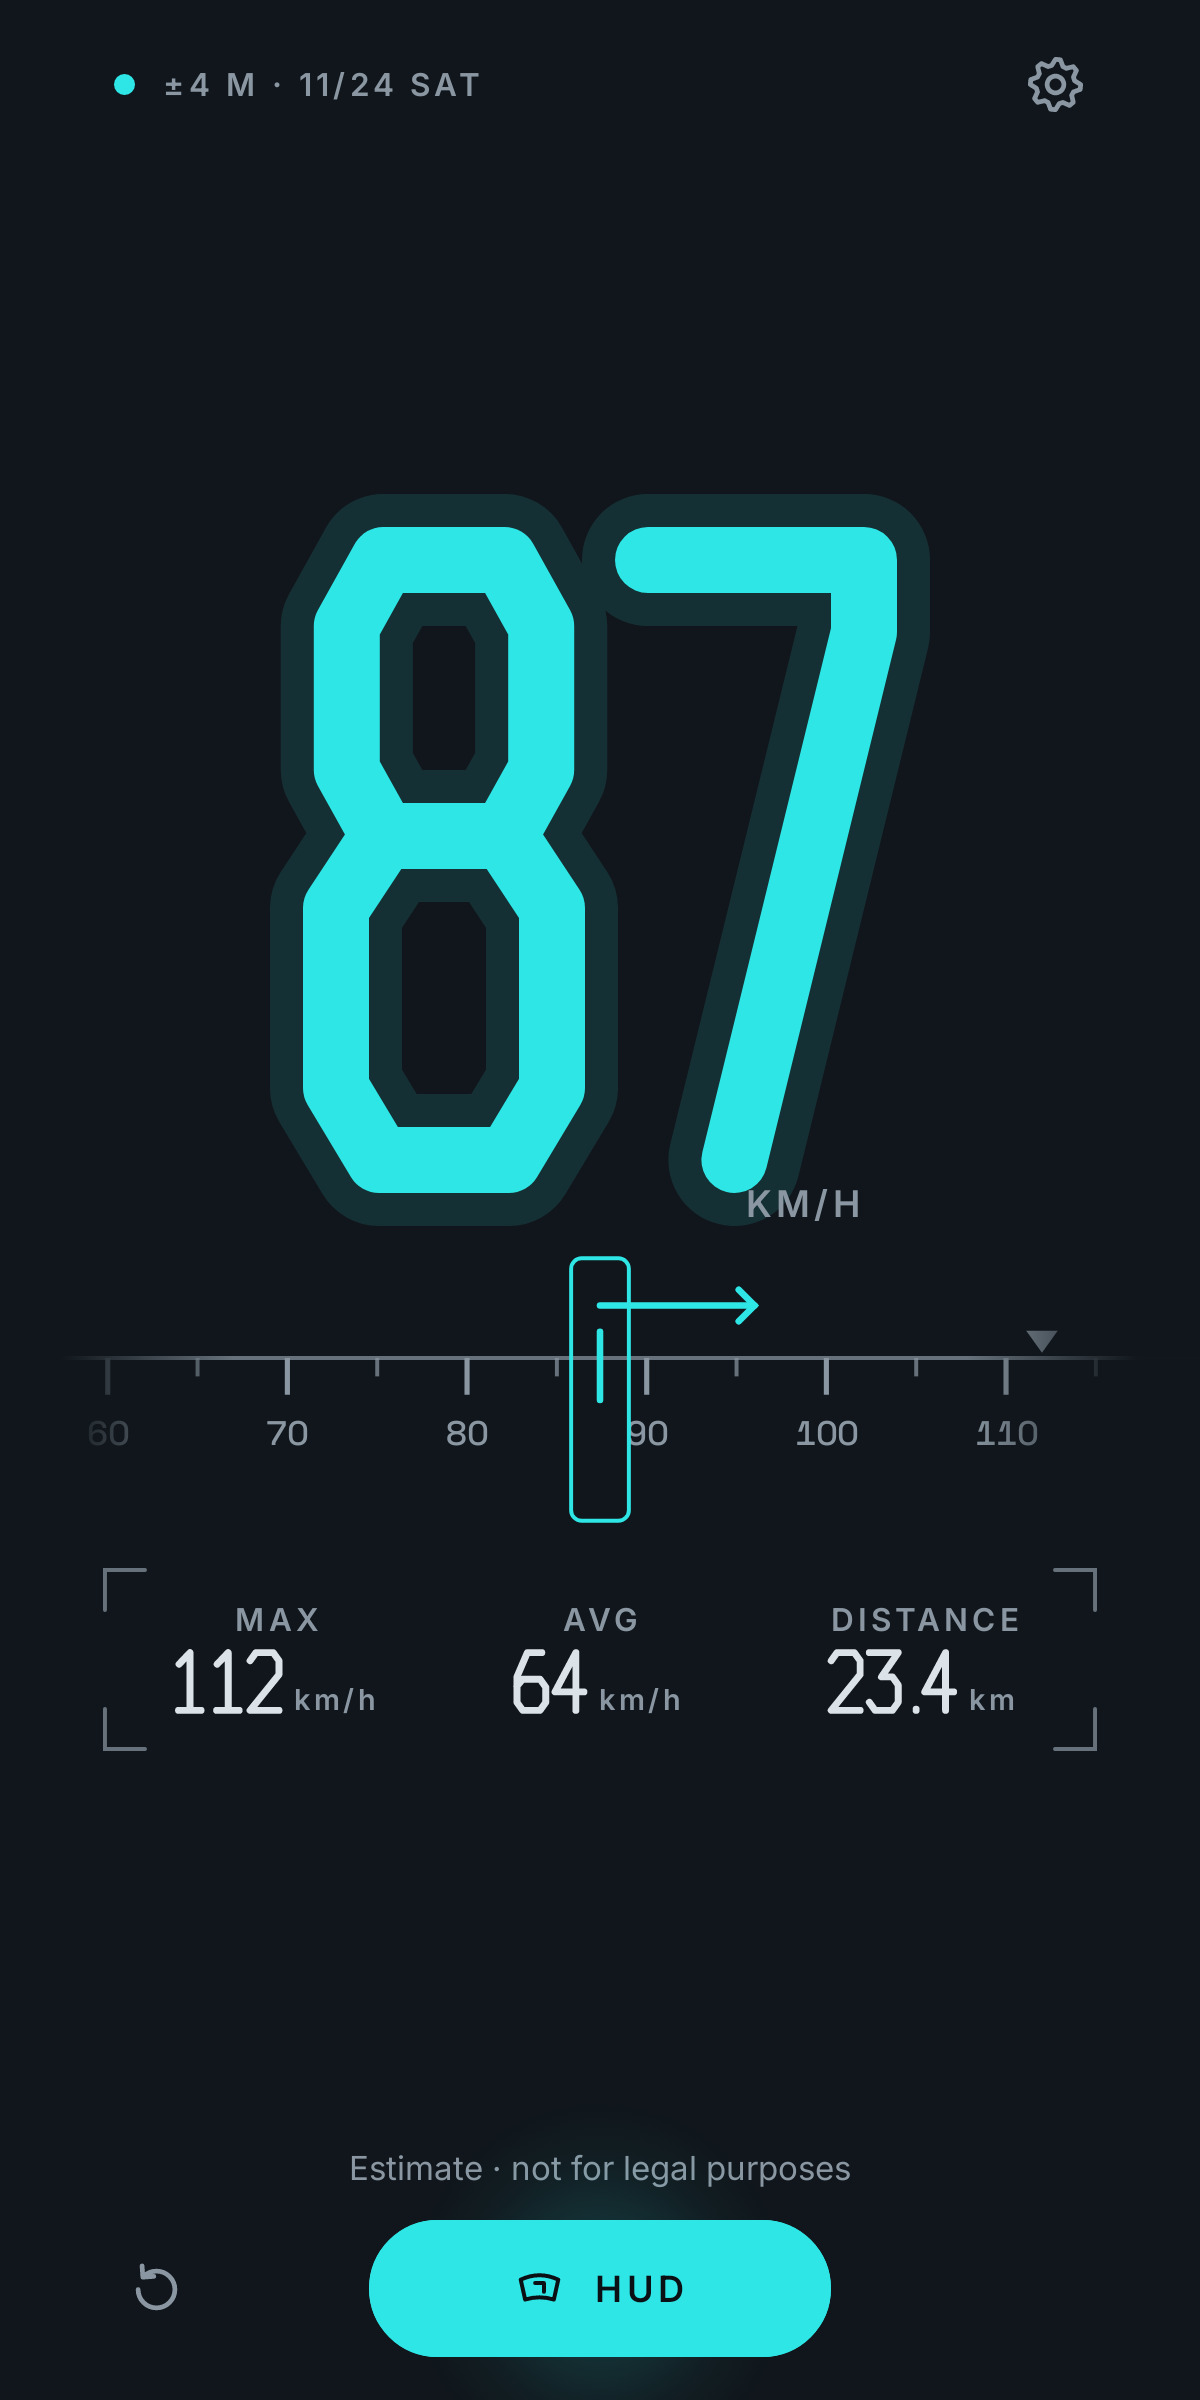 ±4 M · 11/24 SAT
87
KM/H
60 70 80 90 100 110
MAX AVG DISTANCE
112 km/h 64 km/h 23.4 km
Estimate · not for legal purposes
HUD